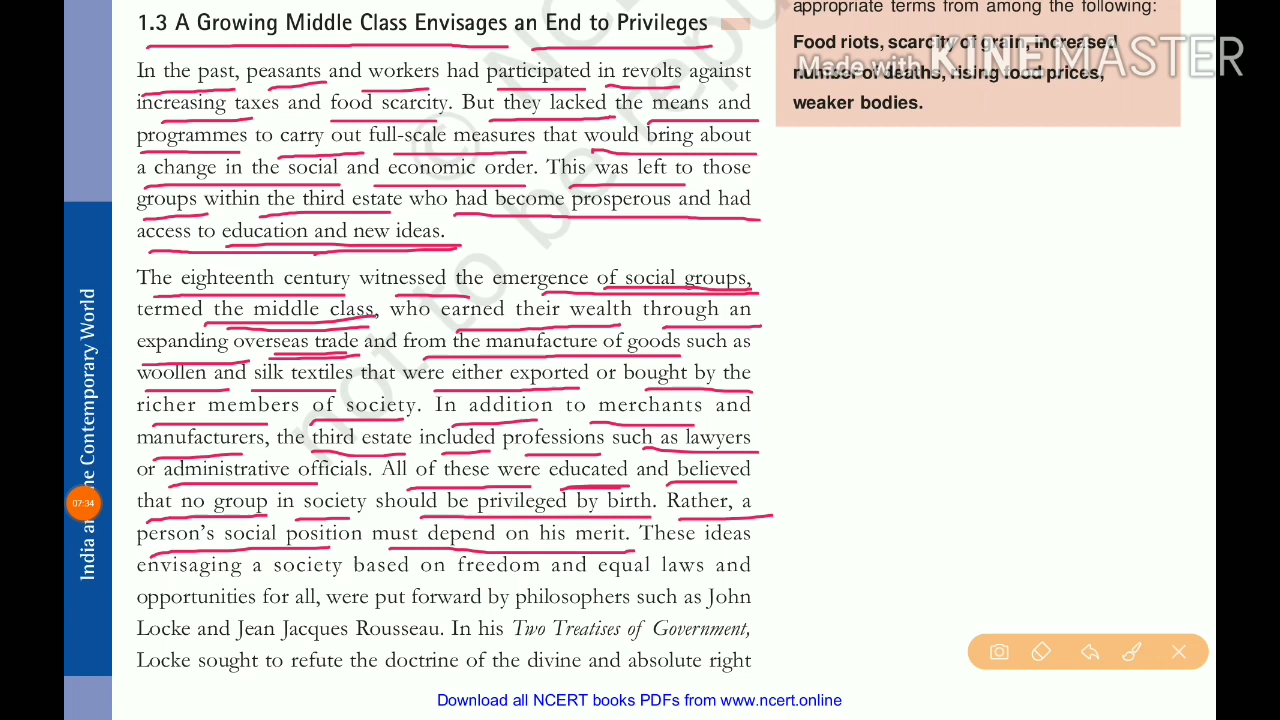 1.3 A Growing Middle Class Envisages an End to Privileges
In the past, peasants and workers had participated in revolts against
increasing taxes and food scarcity. But they lacked the means and
programmes to carry out full-scale measures that would bring about
a change in the social and economic order. This was left to those
groups within the third estate who had become prosperous and had
access to education and new ideas.
The eighteenth century witnessed the emergence of social groups,
termed the middle class, who earned their wealth through an
expanding overseas trade and from the manufacture of goods such as
woollen and silk textiles that were either exported or bought by the
richer members of society. In addition to merchants and
manufacturers, the third estate included professions such as lawyers
or administrative officials. All of these were educated and believed
that no group in society should be privileged by birth. Rather, a
person's social position must depend on his merit. These ideas
envisaging a society based on freedom and equal laws and
opportunities for all, were put forward by philosophers such as John
Locke and Jean Jacques Rousseau. In his Two Treatises of Government,
Locke sought to refute the doctrine of the divine and absolute right
appropriate terms from among the following:
Food riots, scarcity of grain, increased
number of deaths, rising food prices,
weaker bodies.
Made with KINEMASTER
India and the Contemporary World
07:34
© NC
not to be repu
Download all NCERT books PDFs from www.ncert.online